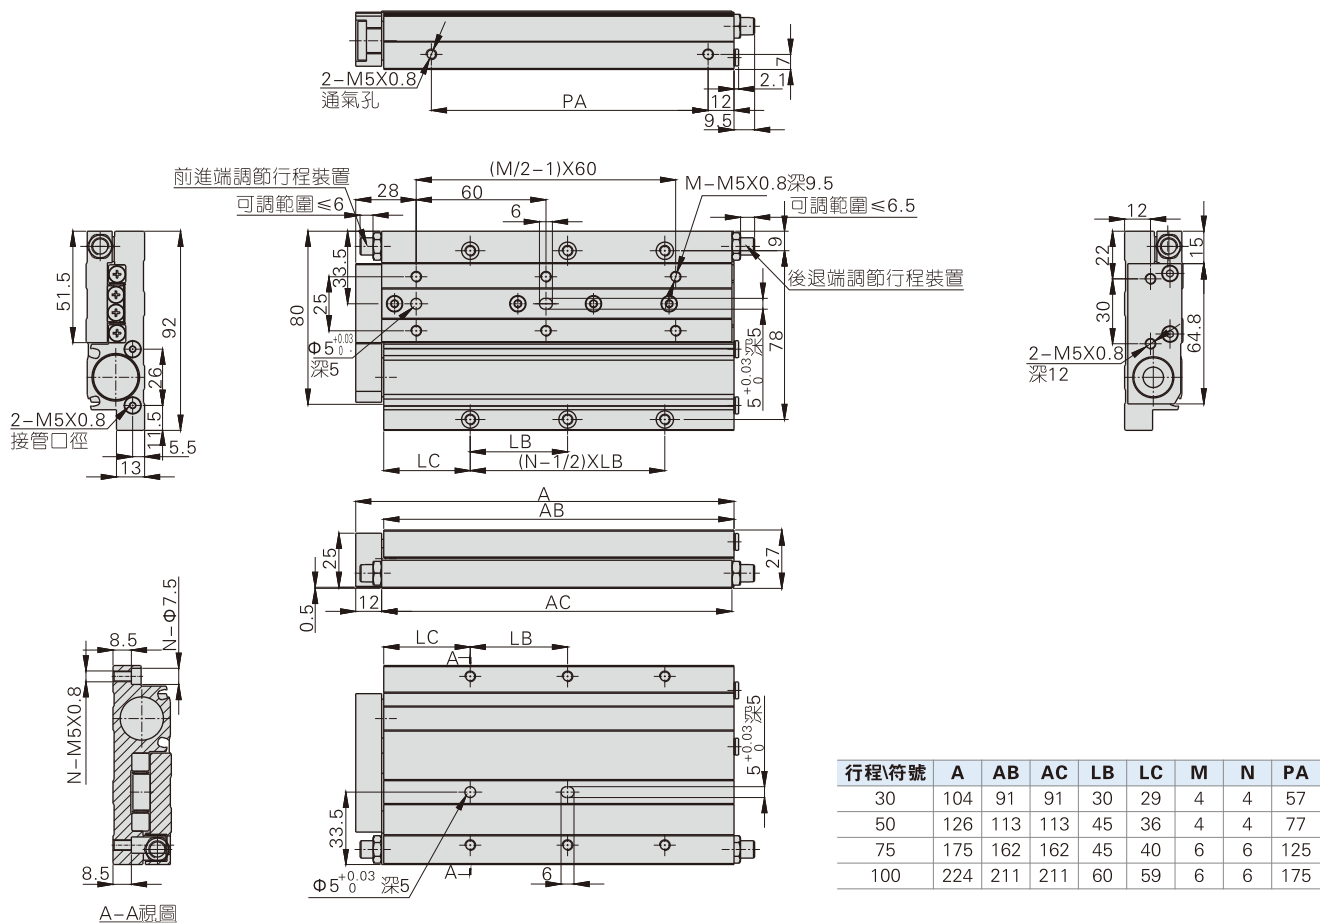 2-M5X0.8
通氣孔
PA
12
7
2.1
9.5
前進端調節行程裝置
可調範圍≤6
28
(M/2-1)X60
60
6
M-M5X0.8深9.5
可調範圍≤6.5
9
後退端調節行程裝置
33.5
25
80
Φ5+0.03 0
深5
5+0.03 0 深5
78
LB
LC
(N-1/2)XLB
51.5
92
26
11.5
2-M5X0.8
接管口徑
5.5
13
12
22
15
30
64.8
2-M5X0.8
深12
A
AB
25
27
0.5
12
AC
8.5
N-Φ7.5
N-M5X0.8
8.5
A-A視圖
LC
LB
A
5+0.03 0 深5
33.5
A
6
Φ5+0.03 0 深5
行程\符號 A AB AC LB LC M N PA
30 104 91 91 30 29 4 4 57
50 126 113 113 45 36 4 4 77
75 175 162 162 45 40 6 6 125
100 224 211 211 60 59 6 6 175